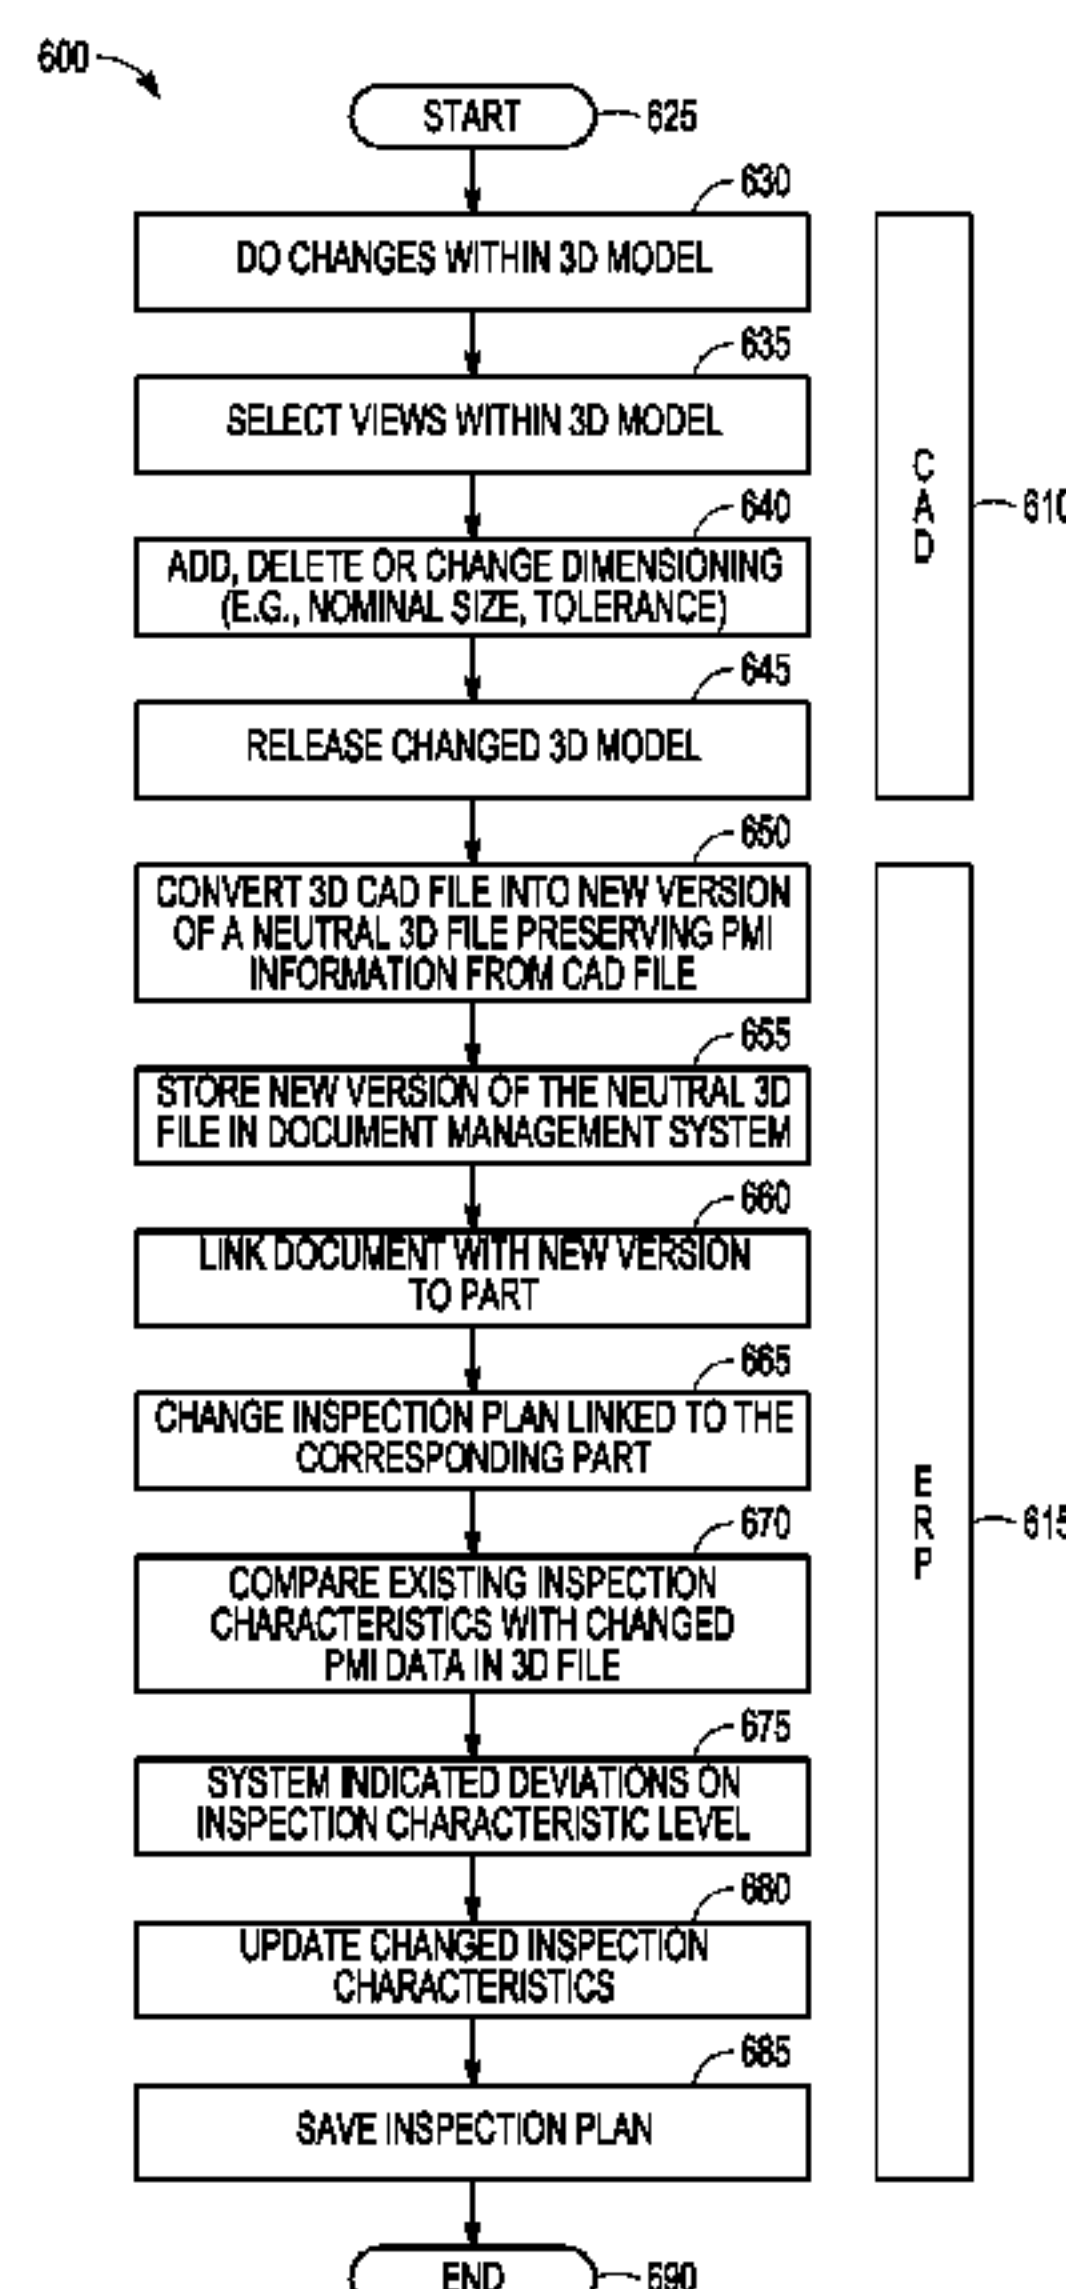 600
START
625
630
DO CHANGES WITHIN 3D MODEL
635
SELECT VIEWS WITHIN 3D MODEL
640
ADD, DELETE OR CHANGE DIMENSIONING
(E.G., NOMINAL SIZE, TOLERANCE)
645
RELEASE CHANGED 3D MODEL
CAD
610
650
CONVERT 3D CAD FILE INTO NEW VERSION
OF A NEUTRAL 3D FILE PRESERVING PMI
INFORMATION FROM CAD FILE
655
STORE NEW VERSION OF THE NEUTRAL 3D
FILE IN DOCUMENT MANAGEMENT SYSTEM
660
LINK DOCUMENT WITH NEW VERSION
TO PART
665
CHANGE INSPECTION PLAN LINKED TO THE
CORRESPONDING PART
670
COMPARE EXISTING INSPECTION
CHARACTERISTICS WITH CHANGED
PMI DATA IN 3D FILE
675
SYSTEM INDICATED DEVIATIONS ON
INSPECTION CHARACTERISTIC LEVEL
680
UPDATE CHANGED INSPECTION
CHARACTERISTICS
685
SAVE INSPECTION PLAN
ERP
615
END
690